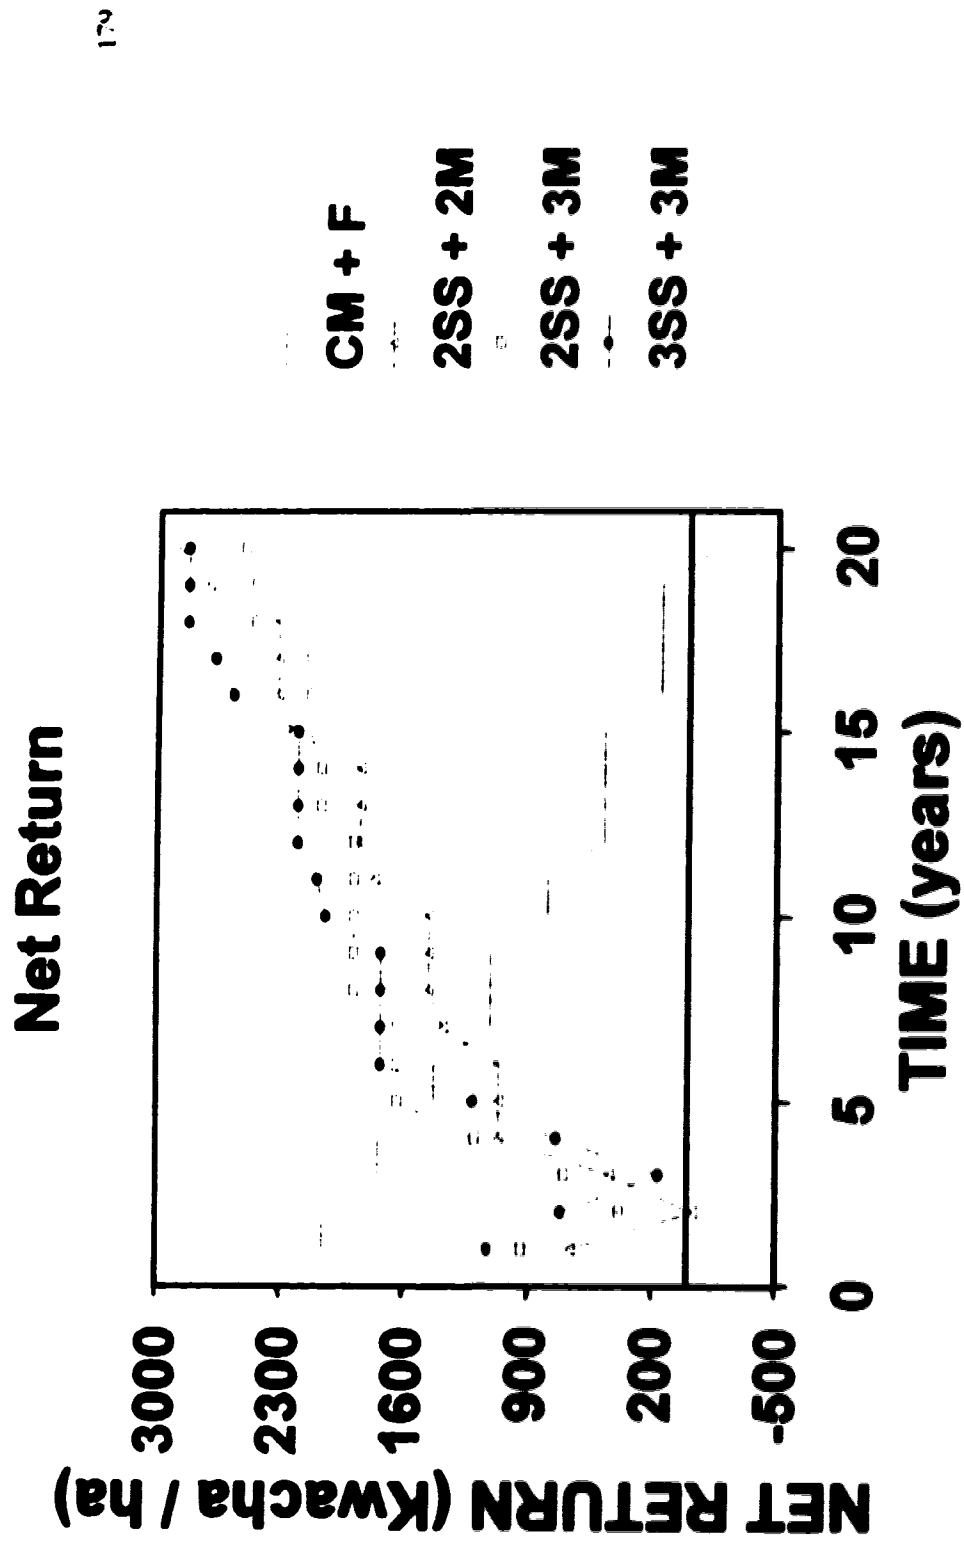 Net Return
NET RETURN (Kwacha / ha)
3000
2300
1600
900
200
-500
0
5
10
15
20
TIME (years)
CM + F
2SS + 2M
2SS + 3M
3SS + 3M